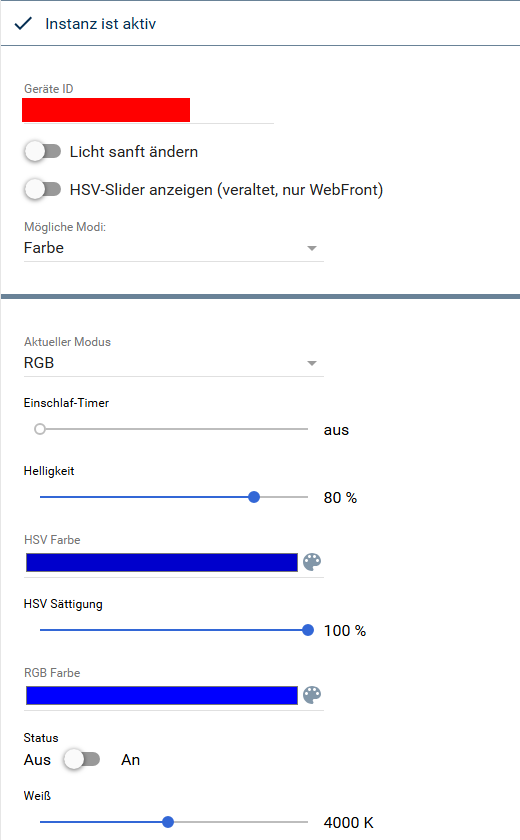 Instanz ist aktiv
Geräte ID
Licht sanft ändern
HSV-Slider anzeigen (veraltet, nur WebFront)
Mögliche Modi:
Farbe
Aktueller Modus
RGB
Einschlaf-Timer
aus
Helligkeit
80 %
HSV Farbe
HSV Sättigung
100 %
RGB Farbe
Status
Aus An
Weiß
4000 K